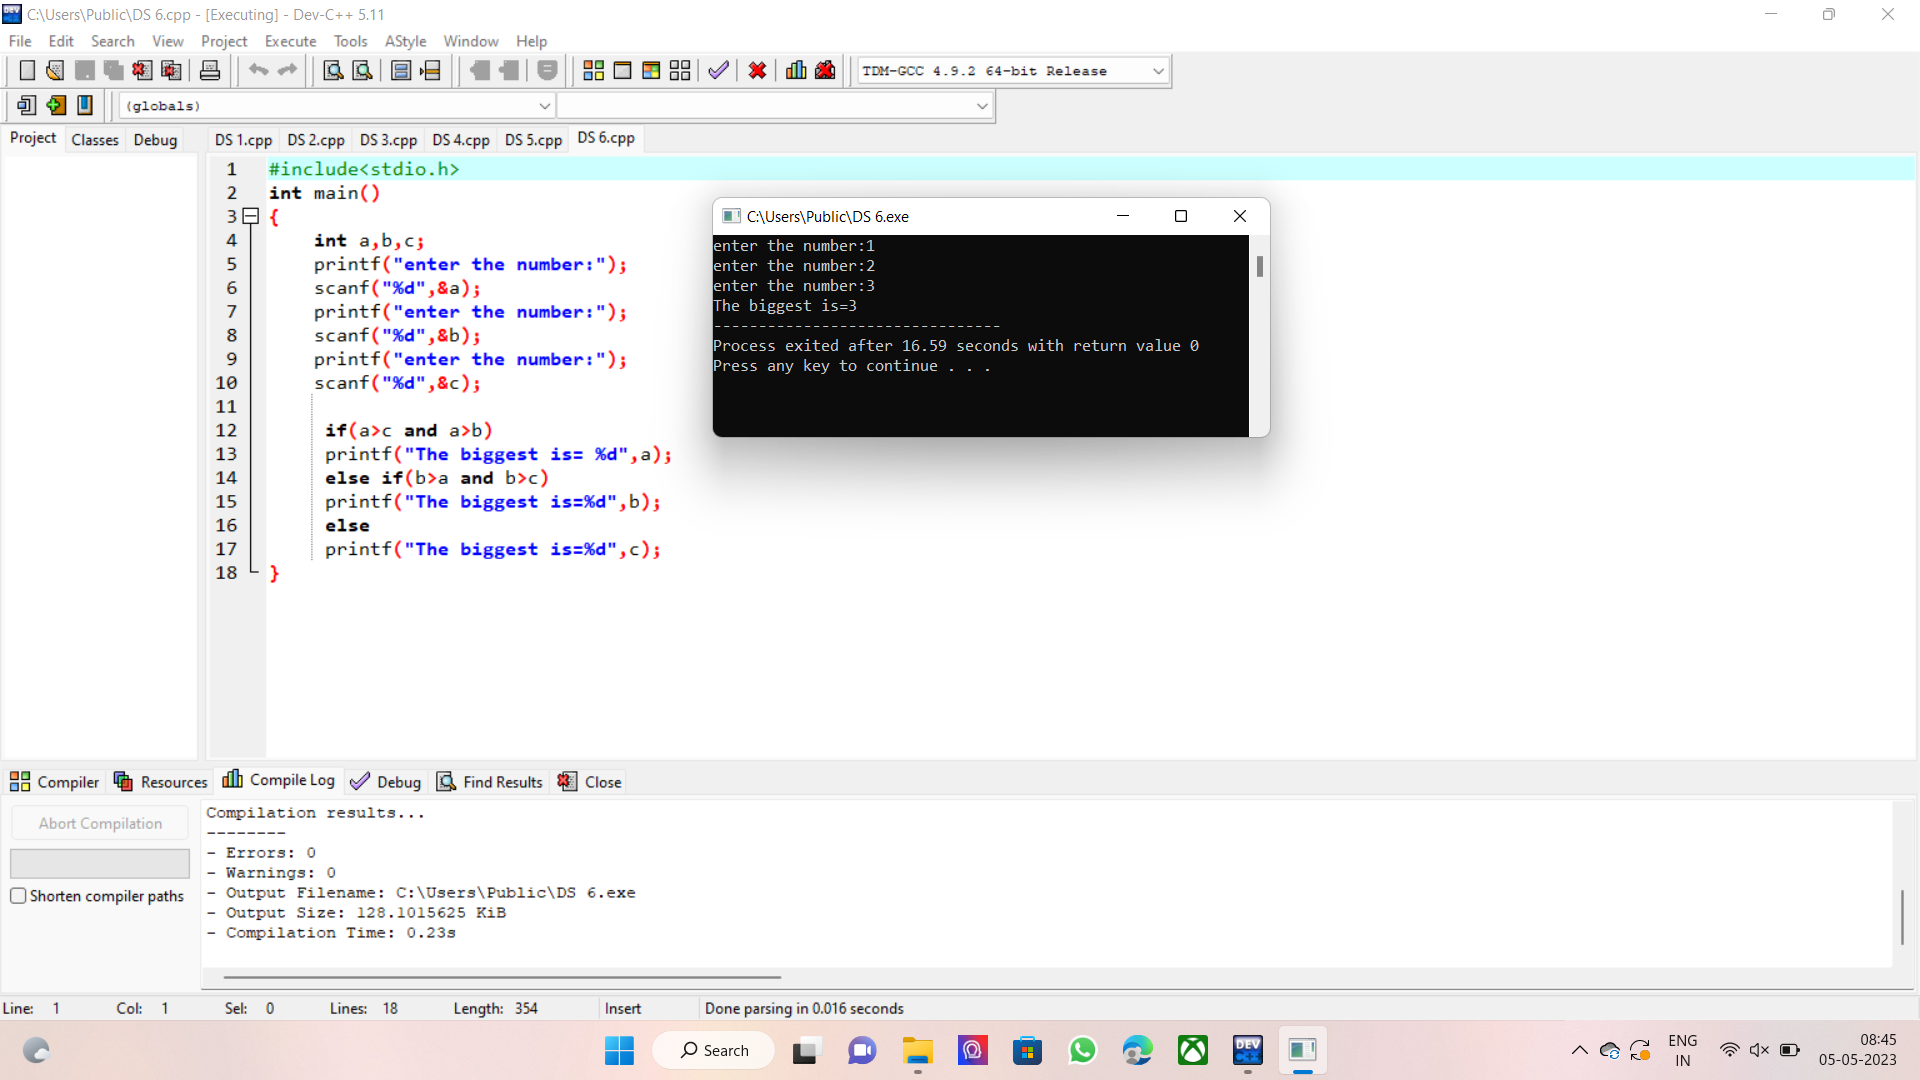 C:\Users\Public\DS 6.cpp - [Executing] - Dev-C++ 5.11
File Edit Search View Project Execute Tools AStyle Window Help
TDM-GCC 4.9.2 64-bit Release
(globals)
Project Classes Debug
DS 1.cpp DS 2.cpp DS 3.cpp DS 4.cpp DS 5.cpp DS 6.cpp
1 #include<stdio.h>
2 int main()
3 {
4 int a,b,c;
5 printf("enter the number:");
6 scanf("%d",&a);
7 printf("enter the number:");
8 scanf("%d",&b);
9 printf("enter the number:");
10 scanf("%d",&c);
11
12 if(a>c and a>b)
13 printf("The biggest is= %d",a);
14 else if(b>a and b>c)
15 printf("The biggest is=%d",b);
16 else
17 printf("The biggest is=%d",c);
18 }
C:\Users\Public\DS 6.exe
enter the number:1
enter the number:2
enter the number:3
The biggest is=3
--------------------------------
Process exited after 16.59 seconds with return value 0
Press any key to continue . . .
Compiler Resources Compile Log Debug Find Results Close
Abort Compilation
Shorten compiler paths
Compilation results...
--------
- Errors: 0
- Warnings: 0
- Output Filename: C:\Users\Public\DS 6.exe
- Output Size: 128.1015625 KiB
- Compilation Time: 0.23s
Line: 1 Col: 1 Sel: 0 Lines: 18 Length: 354 Insert Done parsing in 0.016 seconds
Search
DEV C++
ENG
IN
08:45
05-05-2023